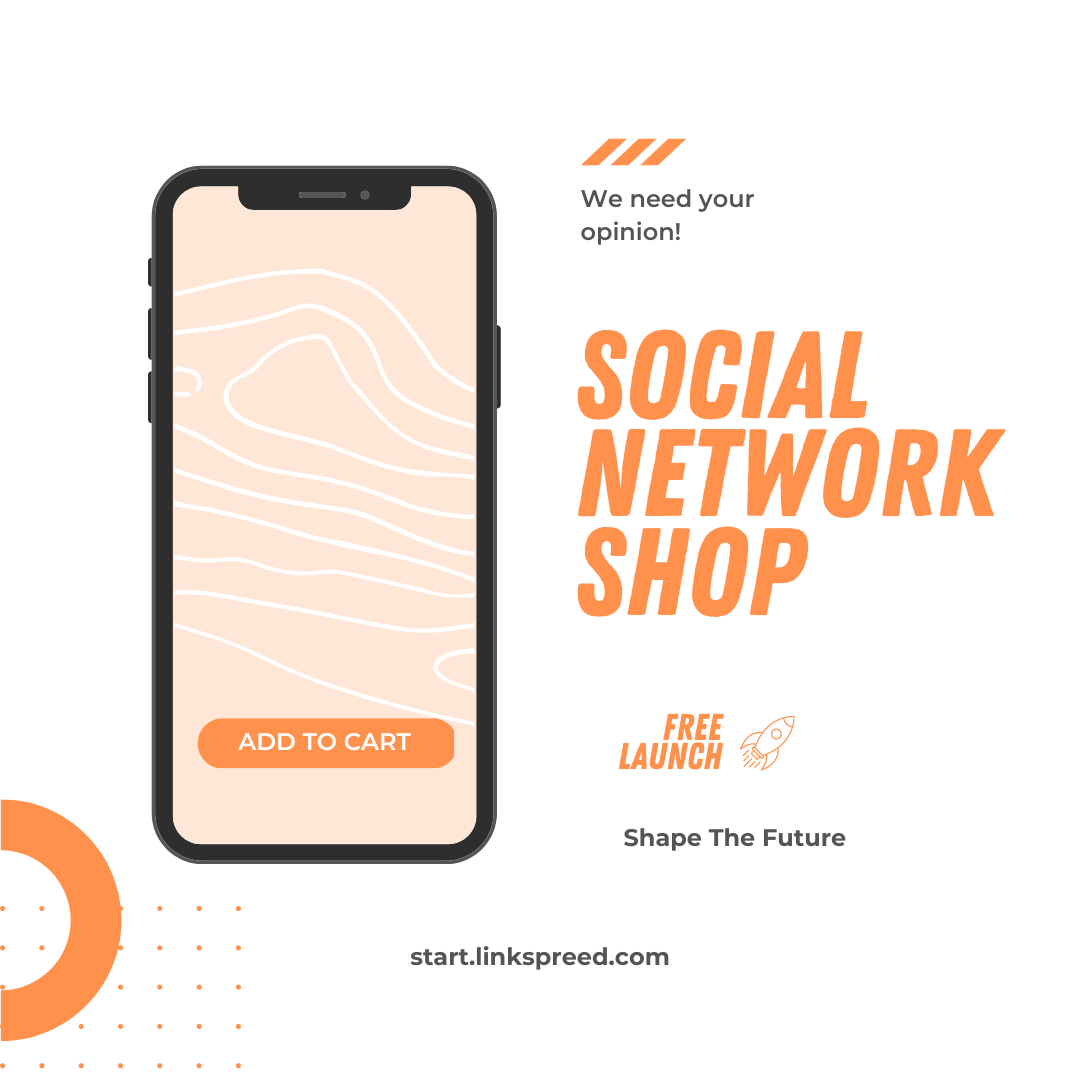 We need your
opinion!
SOCIAL
NETWORK
SHOP
ADD TO CART
FREE
LAUNCH
Shape The Future
start.linkspreed.com